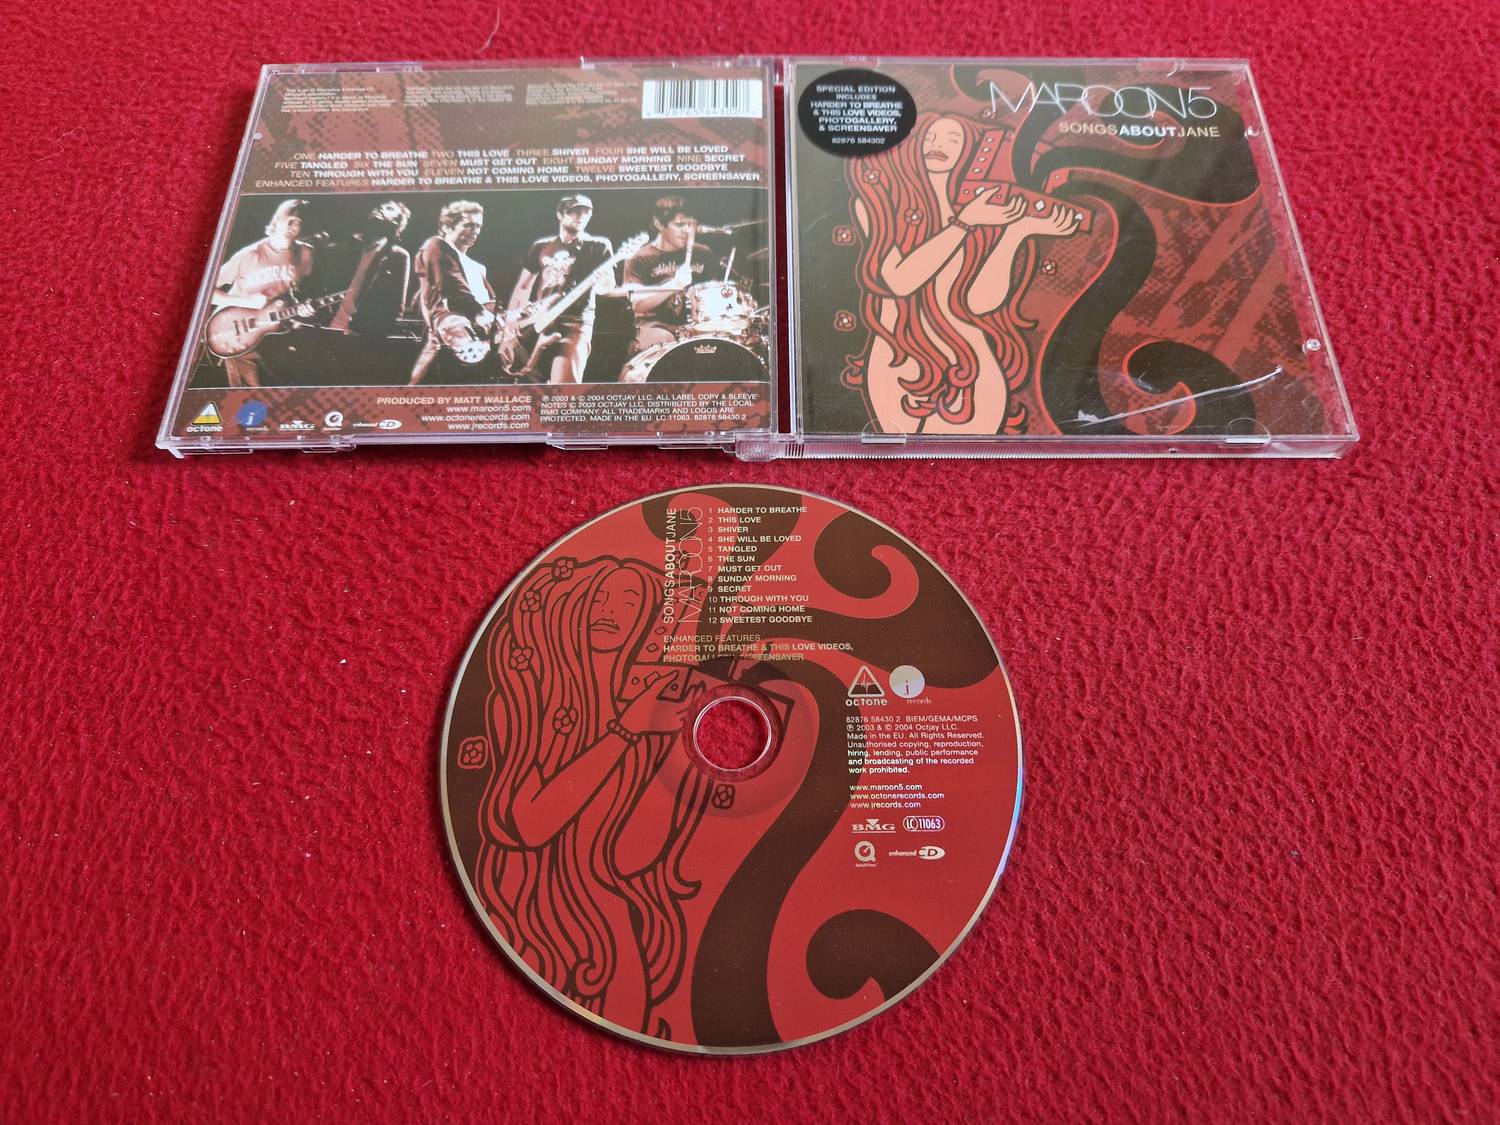 SPECIAL EDITION
INCLUDES
HARDER TO BREATHE
& THIS LOVE VIDEOS,
PHOTOGALLERY,
& SCREENSAVER
82876 584302
MAROON5
SONGSABOUTJANE
ONE HARDER TO BREATHE TWO THIS LOVE THREE SHIVER FOUR SHE WILL BE LOVED
FIVE TANGLED SIX THE SUN SEVEN MUST GET OUT EIGHT SUNDAY MORNING NINE SECRET
TEN THROUGH WITH YOU ELEVEN NOT COMING HOME TWELVE SWEETEST GOODBYE
ENHANCED FEATURES HARDER TO BREATHE & THIS LOVE VIDEOS, PHOTOGALLERY, SCREENSAVER
PRODUCED BY MATT WALLACE
www.maroon5.com
www.octonerecords.com
www.jrecords.com
℗ 2003 & © 2004 OCTJAY LLC. ALL LABEL COPY & SLEEVE
NOTES © 2003 OCTJAY LLC. DISTRIBUTED BY THE LOCAL
BMG COMPANY. ALL TRADEMARKS AND LOGOS ARE
PROTECTED. MADE IN THE EU. LC 11063. 82876 58430 2
octone
j records
BMG
enhanced CD
SONGSABOUTJANE
MAROON5
1 HARDER TO BREATHE
2 THIS LOVE
3 SHIVER
4 SHE WILL BE LOVED
5 TANGLED
6 THE SUN
7 MUST GET OUT
8 SUNDAY MORNING
9 SECRET
10 THROUGH WITH YOU
11 NOT COMING HOME
12 SWEETEST GOODBYE
ENHANCED FEATURES
HARDER TO BREATHE & THIS LOVE VIDEOS,
PHOTOGALLERY, SCREENSAVER
octone
j records
82876 58430 2 BIEM/GEMA/MCPS
℗ 2003 & © 2004 Octjay LLC.
Made in the EU. All Rights Reserved.
Unauthorised copying, reproduction,
hiring, lending, public performance
and broadcasting of the recorded
work prohibited.
www.maroon5.com
www.octonerecords.com
www.jrecords.com
BMG
LC 11063
QuickTime
enhanced CD